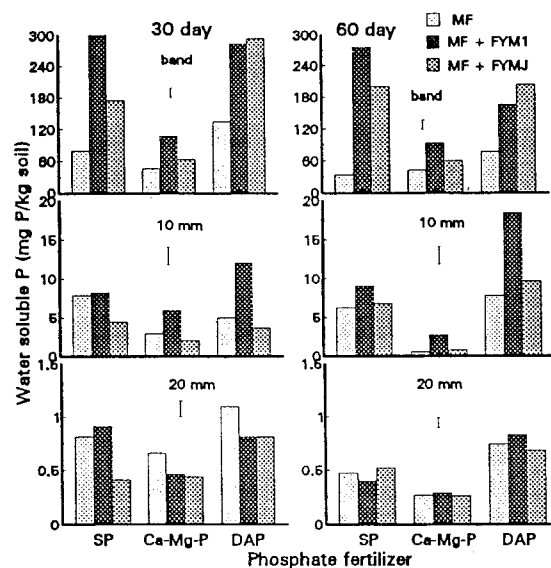 30 day
60 day
MF
MF + FYM1
MF + FYMJ
Water soluble P (mg P/kg soil)
300
240
180
120
60
0
band
300
240
180
120
60
0
band
20
15
10
5
0
10 mm
20
15
10
5
0
10 mm
1.5
1
0.5
0
20 mm
1.5
1
0.5
0
20 mm
SP Ca-Mg-P DAP
SP Ca-Mg-P DAP
Phosphate fertilizer